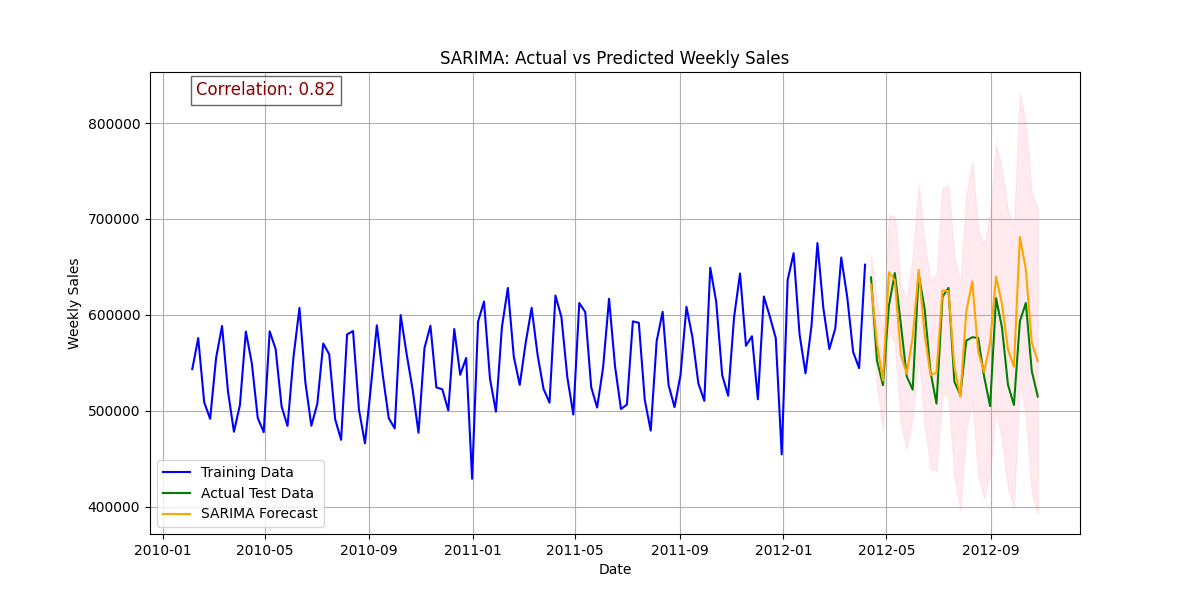 SARIMA: Actual vs Predicted Weekly Sales
Correlation: 0.82
800000
700000
600000
500000
400000
Weekly Sales
Training Data
Actual Test Data
SARIMA Forecast
2010-01 2010-05 2010-09 2011-01 2011-05 2011-09 2012-01 2012-05 2012-09
Date